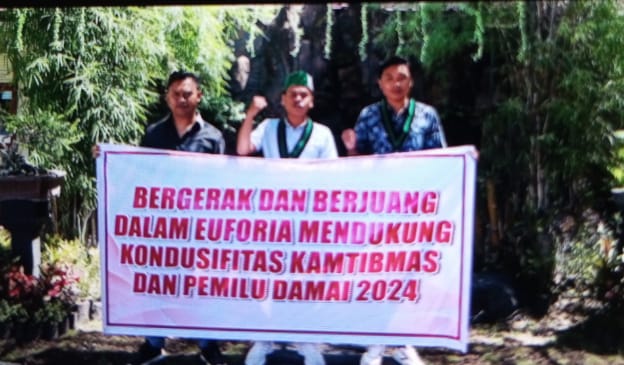 BERGERAK DAN BERJUANG
DALAM EUFORIA MENDUKUNG
KONDUSIFITAS KAMTIBMAS
DAN PEMILU DAMAI 2024